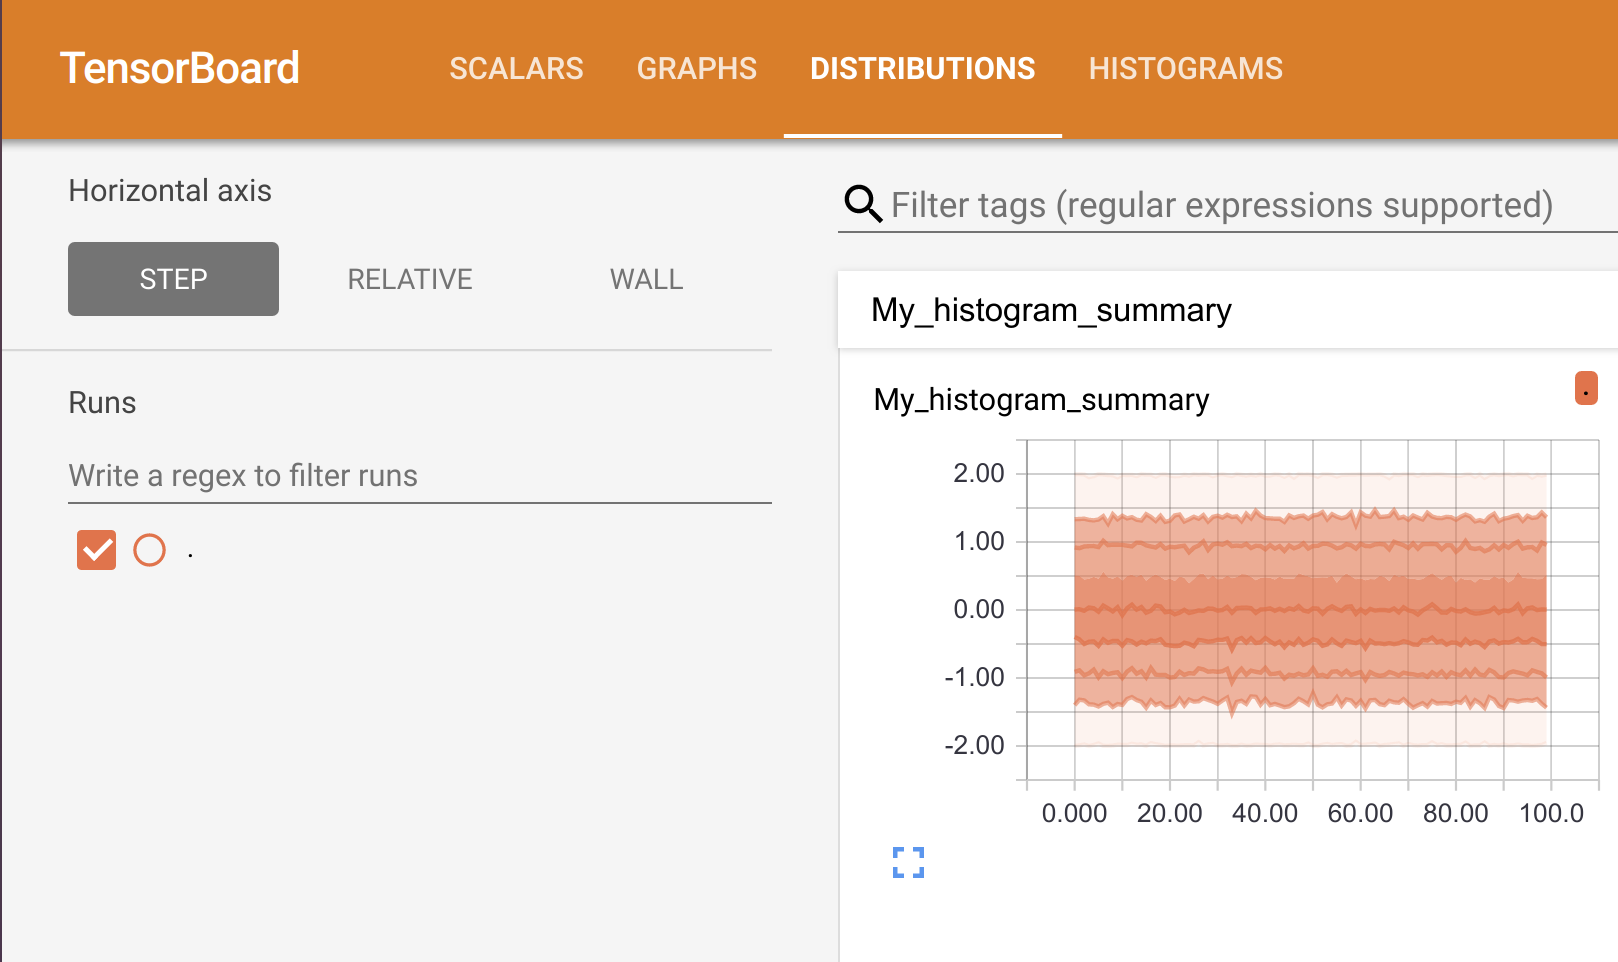 TensorBoard SCALARS GRAPHS DISTRIBUTIONS HISTOGRAMS
Horizontal axis
STEP RELATIVE WALL
Runs
Write a regex to filter runs
.
Filter tags (regular expressions supported)
My_histogram_summary
My_histogram_summary
.
2.00
1.00
0.00
-1.00
-2.00
0.000 20.00 40.00 60.00 80.00 100.0